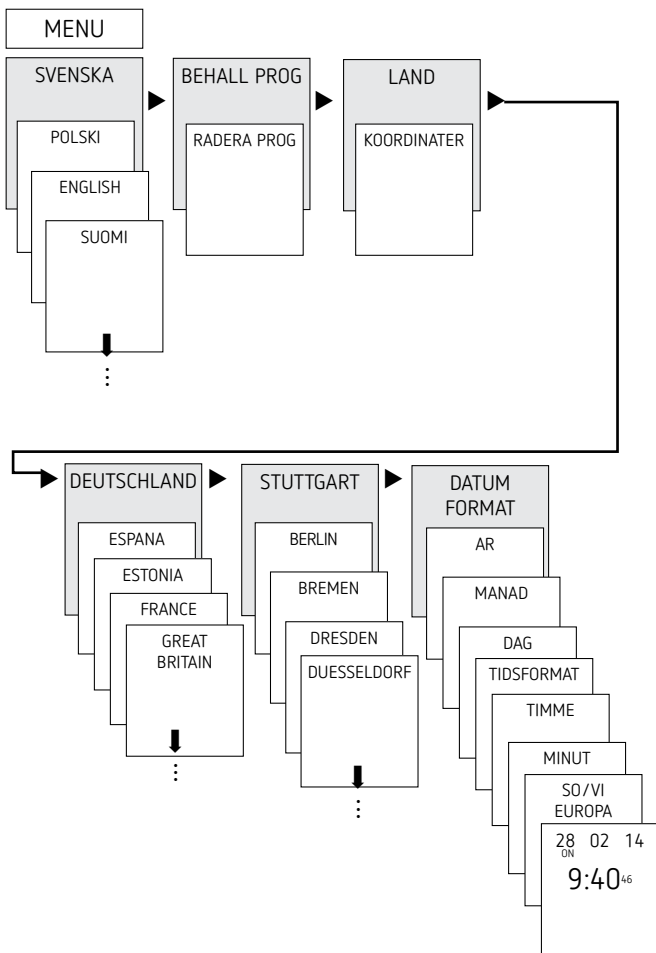 MENU
SVENSKA
POLSKI
ENGLISH
SUOMI
BEHALL PROG
RADERA PROG
LAND
KOORDINATER
DEUTSCHLAND
ESPANA
ESTONIA
FRANCE
GREAT
BRITAIN
STUTTGART
BERLIN
BREMEN
DRESDEN
DUESSELDORF
DATUM
FORMAT
AR
MANAD
DAG
TIDSFORMAT
TIMME
MINUT
SO/VI
EUROPA
28 02 14
ON
9:40 46